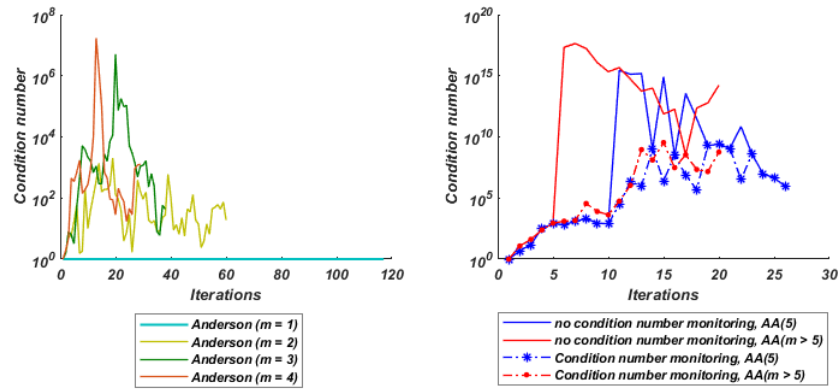 10^8
10^6
10^4
10^2
10^0
Condition number
0 20 40 60 80 100 120
Iterations
Anderson (m = 1)
Anderson (m = 2)
Anderson (m = 3)
Anderson (m = 4)
10^20
10^15
10^10
10^5
10^0
Condition number
0 5 10 15 20 25 30
Iterations
no condition number monitoring, AA(5)
no condition number monitoring, AA(m > 5)
Condition number monitoring, AA(5)
Condition number monitoring, AA(m > 5)